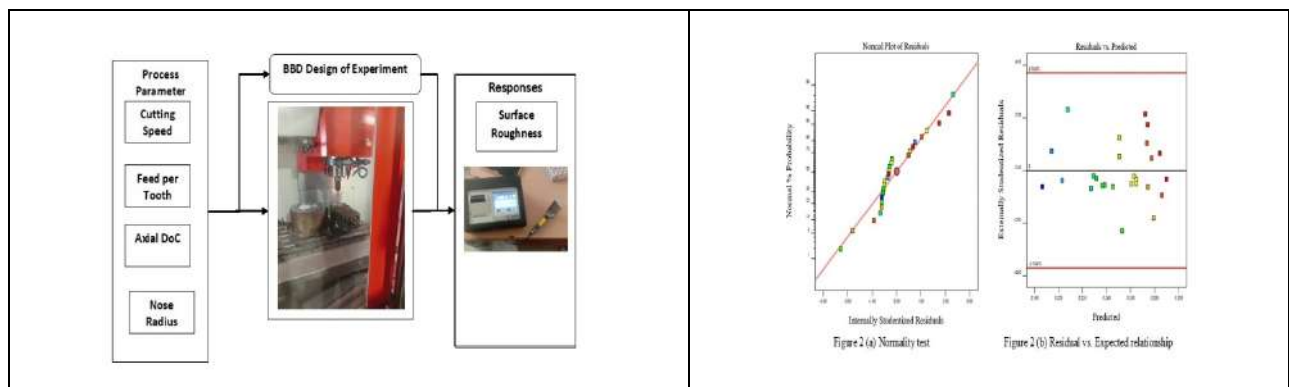 Process
Parameter
Cutting
Speed
Feed per
Tooth
Axial DoC
Nose
Radius
BBD Design of Experiment
Responses
Surface
Roughness
Normal Plot of Residuals
Normal % Probability
Internally Studentized Residuals
Figure 2 (a) Normality test
Residuals vs. Predicted
Externally Studentized Residuals
Predicted
Figure 2 (b) Residual vs. Expected relationship